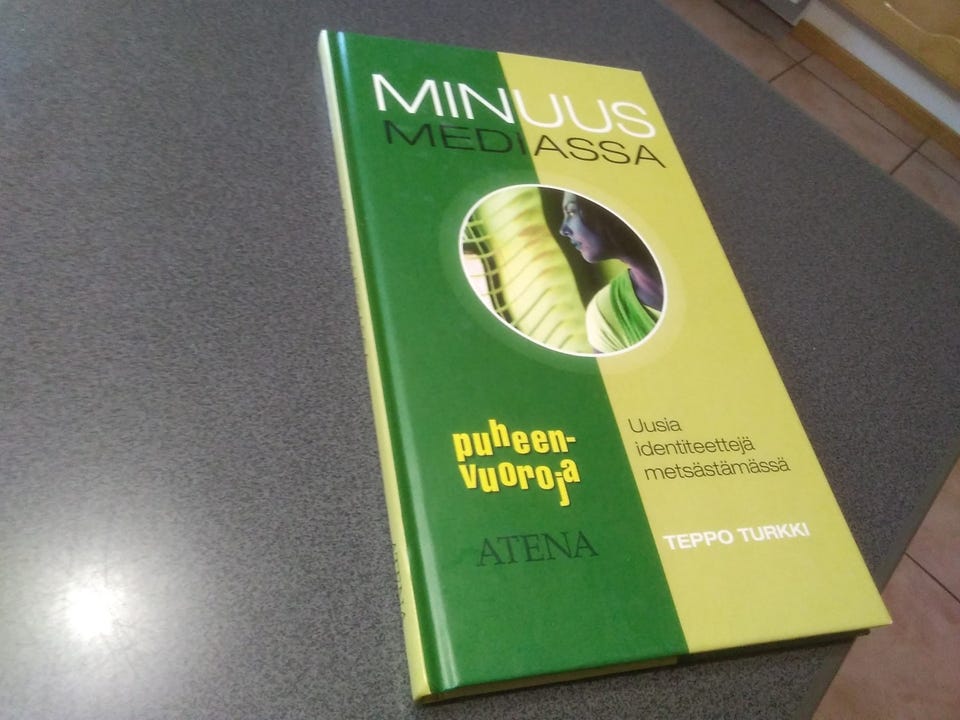 MINUUS
MEDIASSA
puheen-
vuoroja
Uusia
identiteettejä
metsästämässä
ATENA
TEPPO TURKKI